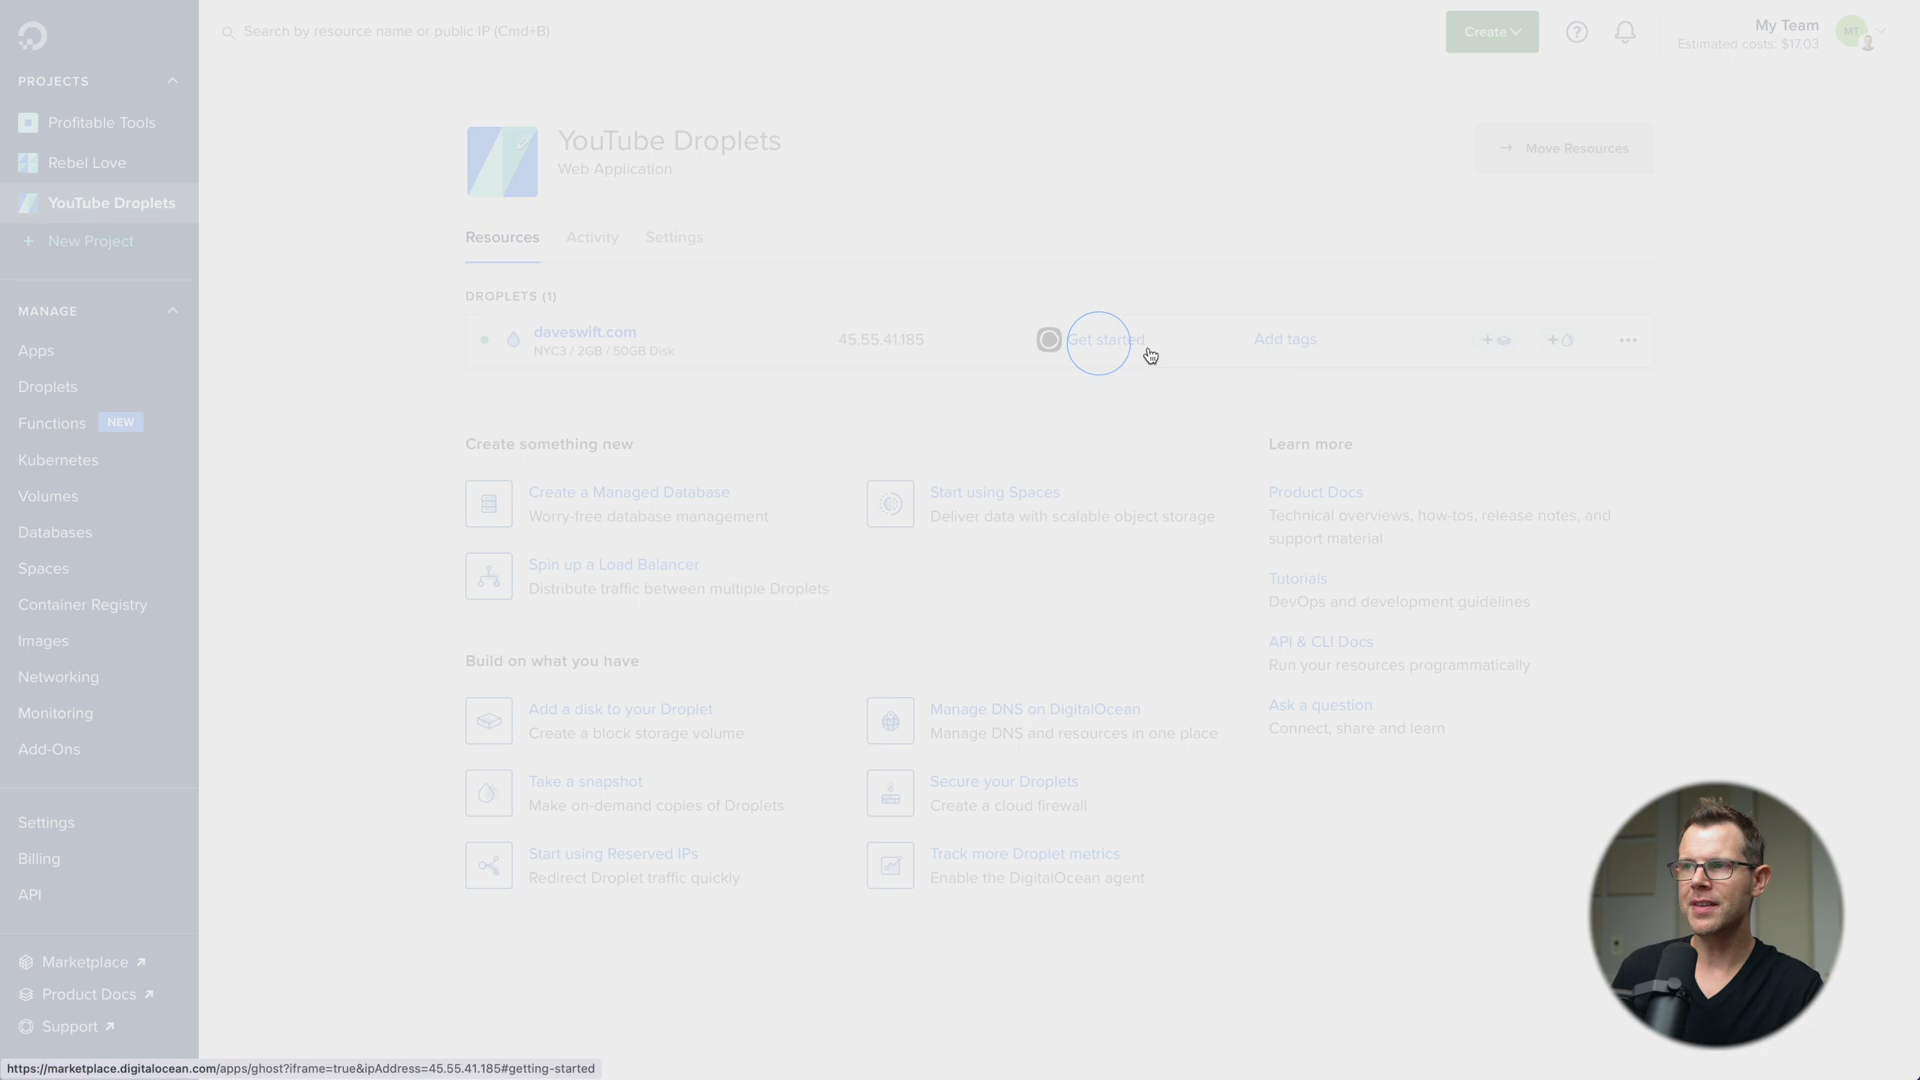 Search by resource name or public IP (Cmd+B)
Create
My Team
Estimated costs: $17.03
MT
PROJECTS
Profitable Tools
Rebel Love
YouTube Droplets
+ New Project
MANAGE
Apps
Droplets
Functions NEW
Kubernetes
Volumes
Databases
Spaces
Container Registry
Images
Networking
Monitoring
Add-Ons
Settings
Billing
API
Marketplace
Product Docs
Support
YouTube Droplets
Web Application
Move Resources
Resources Activity Settings
DROPLETS (1)
daveswift.com
NYC3 / 2GB / 50GB Disk
45.55.41.185
Get started
Add tags
Create something new
Create a Managed Database
Worry-free database management
Start using Spaces
Deliver data with scalable object storage
Spin up a Load Balancer
Distribute traffic between multiple Droplets
Build on what you have
Add a disk to your Droplet
Create a block storage volume
Manage DNS on DigitalOcean
Manage DNS and resources in one place
Take a snapshot
Make on-demand copies of Droplets
Secure your Droplets
Create a cloud firewall
Start using Reserved IPs
Redirect Droplet traffic quickly
Track more Droplet metrics
Enable the DigitalOcean agent
Learn more
Product Docs
Technical overviews, how-tos, release notes, and
support material
Tutorials
DevOps and development guidelines
API & CLI Docs
Run your resources programmatically
Ask a question
Connect, share and learn
https://marketplace.digitalocean.com/apps/ghost?iframe=true&ipAddress=45.55.41.185#getting-started